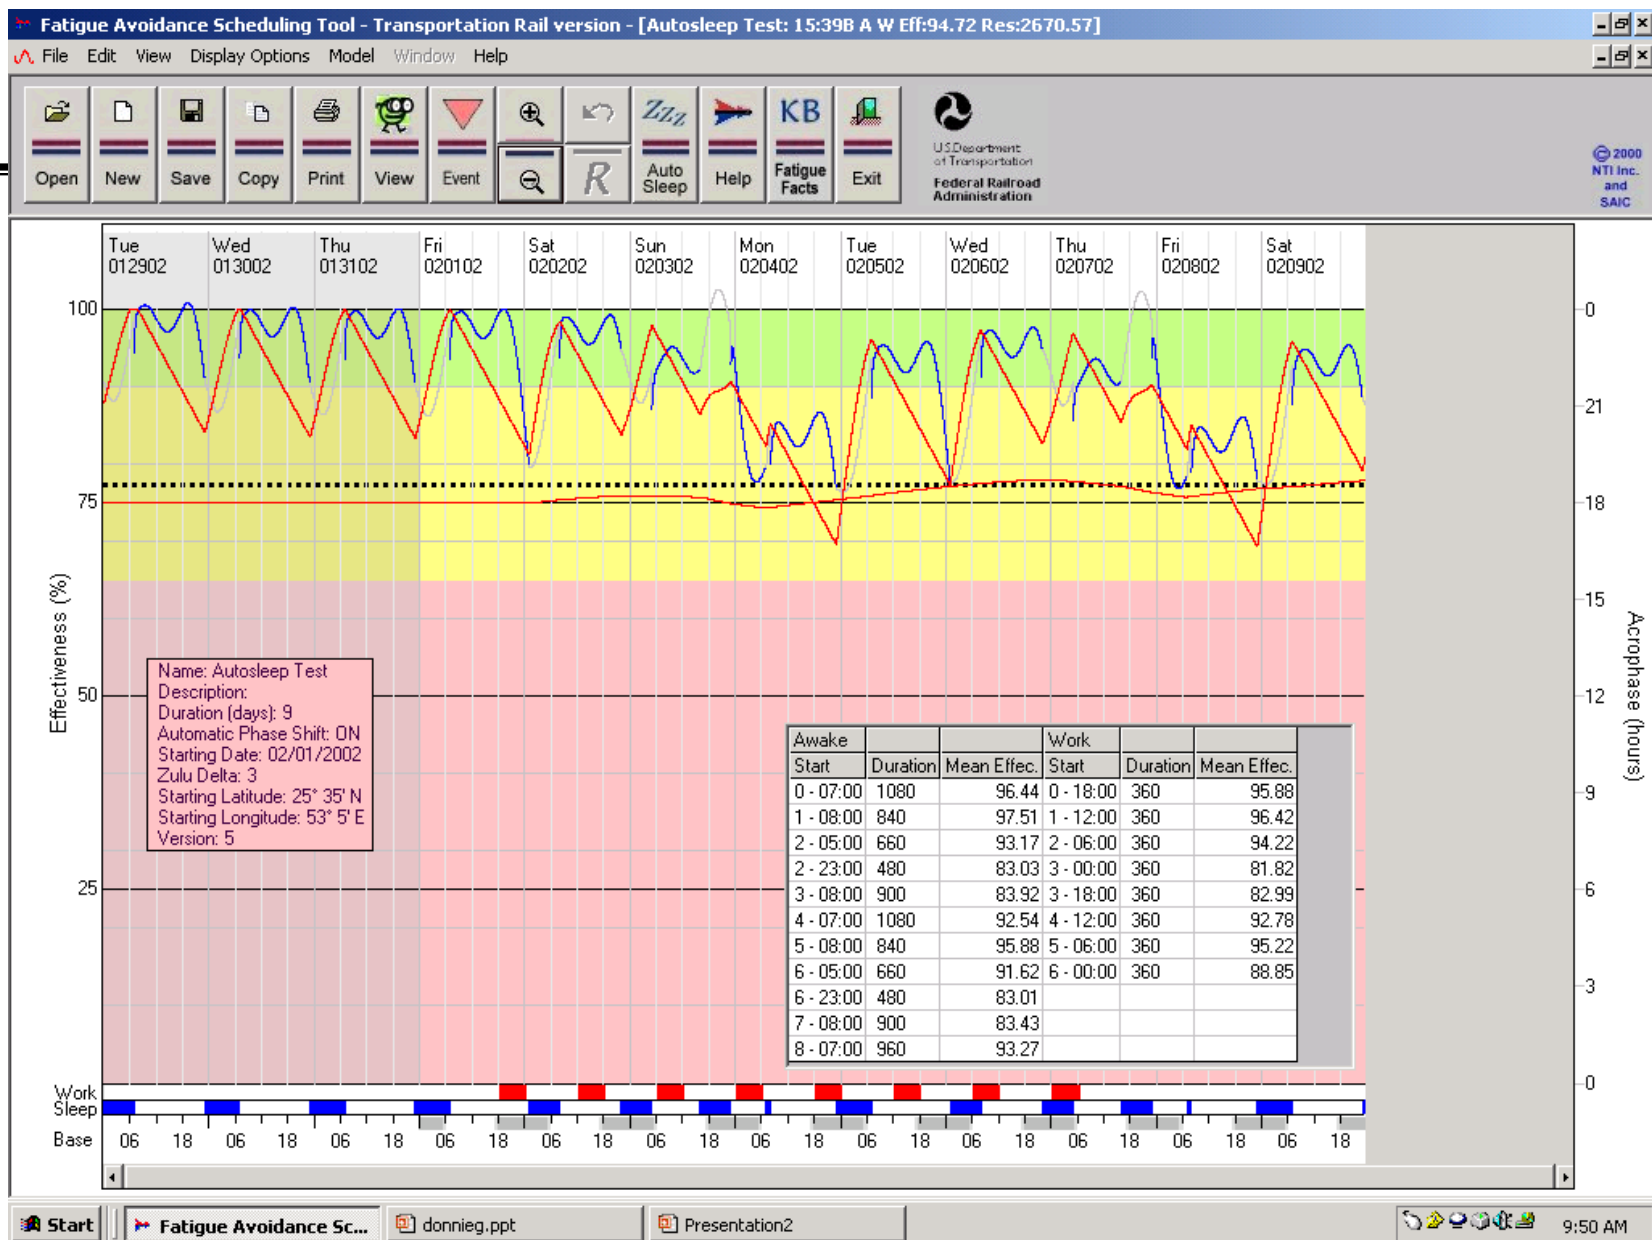 Fatigue Avoidance Scheduling Tool - Transportation Rail version - [Autosleep Test: 15:39B A W Eff:94.72 Res:2670.57]
File Edit View Display Options Model Window Help
Open New Save Copy Print View Event R ZZZ Auto Sleep Help KB Fatigue Facts Exit
U.S.Department
of Transportation
Federal Railroad
Administration
© 2000
NTI Inc.
and
SAIC
Tue Wed Thu Fri Sat Sun Mon Tue Wed Thu Fri Sat
012902 013002 013102 020102 020202 020302 020402 020502 020602 020702 020802 020902
100
75
50
25
Effectiveness (%)
0
21
18
15
12
9
6
3
0
Acrophase (hours)
Name: Autosleep Test
Description:
Duration (days): 9
Automatic Phase Shift: ON
Starting Date: 02/01/2002
Zulu Delta: 3
Starting Latitude: 25° 35' N
Starting Longitude: 53° 5' E
Version: 5
Awake Work
Start Duration Mean Effec. Start Duration Mean Effec.
0 - 07:00 1080 96.44 0 - 18:00 360 95.88
1 - 08:00 840 97.51 1 - 12:00 360 96.42
2 - 05:00 660 93.17 2 - 06:00 360 94.22
2 - 23:00 480 83.03 3 - 00:00 360 81.82
3 - 08:00 900 83.92 3 - 18:00 360 82.99
4 - 07:00 1080 92.54 4 - 12:00 360 92.78
5 - 08:00 840 95.88 5 - 06:00 360 95.22
6 - 05:00 660 91.62 6 - 00:00 360 88.85
6 - 23:00 480 83.01
7 - 08:00 900 83.43
8 - 07:00 960 93.27
Work
Sleep
Base 06 18 06 18 06 18 06 18 06 18 06 18 06 18 06 18 06 18 06 18 06 18 06 18
Start Fatigue Avoidance Sc... donnieg.ppt Presentation2 9:50 AM